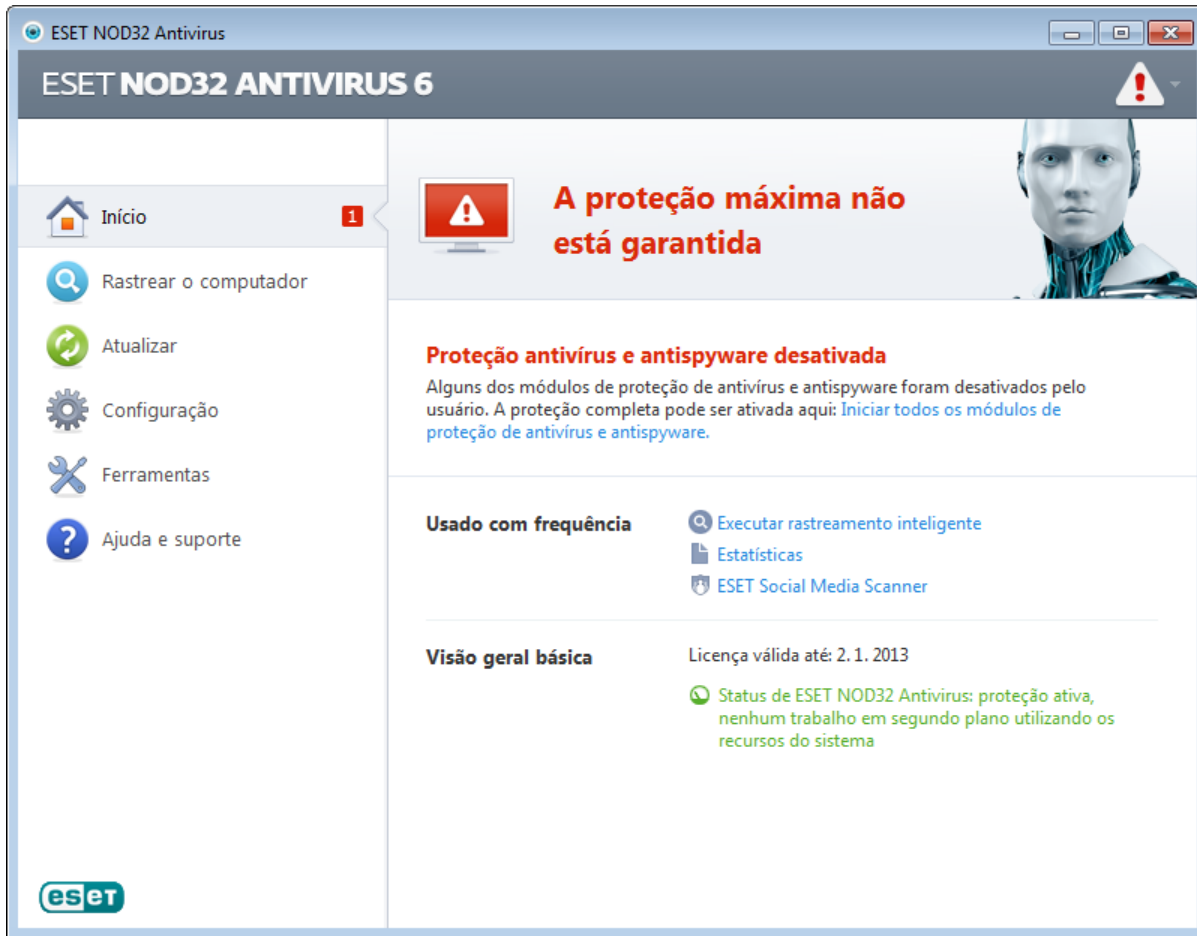 ESET NOD32 Antivirus
ESET NOD32 ANTIVIRUS 6
Início
1
Rastrear o computador
Atualizar
Configuração
Ferramentas
Ajuda e suporte
A proteção máxima não
está garantida
Proteção antivírus e antispyware desativada
Alguns dos módulos de proteção de antivírus e antispyware foram desativados pelo
usuário. A proteção completa pode ser ativada aqui: Iniciar todos os módulos de
proteção de antivírus e antispyware.
Usado com frequência
Executar rastreamento inteligente
Estatísticas
ESET Social Media Scanner
Visão geral básica
Licença válida até: 2. 1. 2013
Status de ESET NOD32 Antivirus: proteção ativa,
nenhum trabalho em segundo plano utilizando os
recursos do sistema
eseT